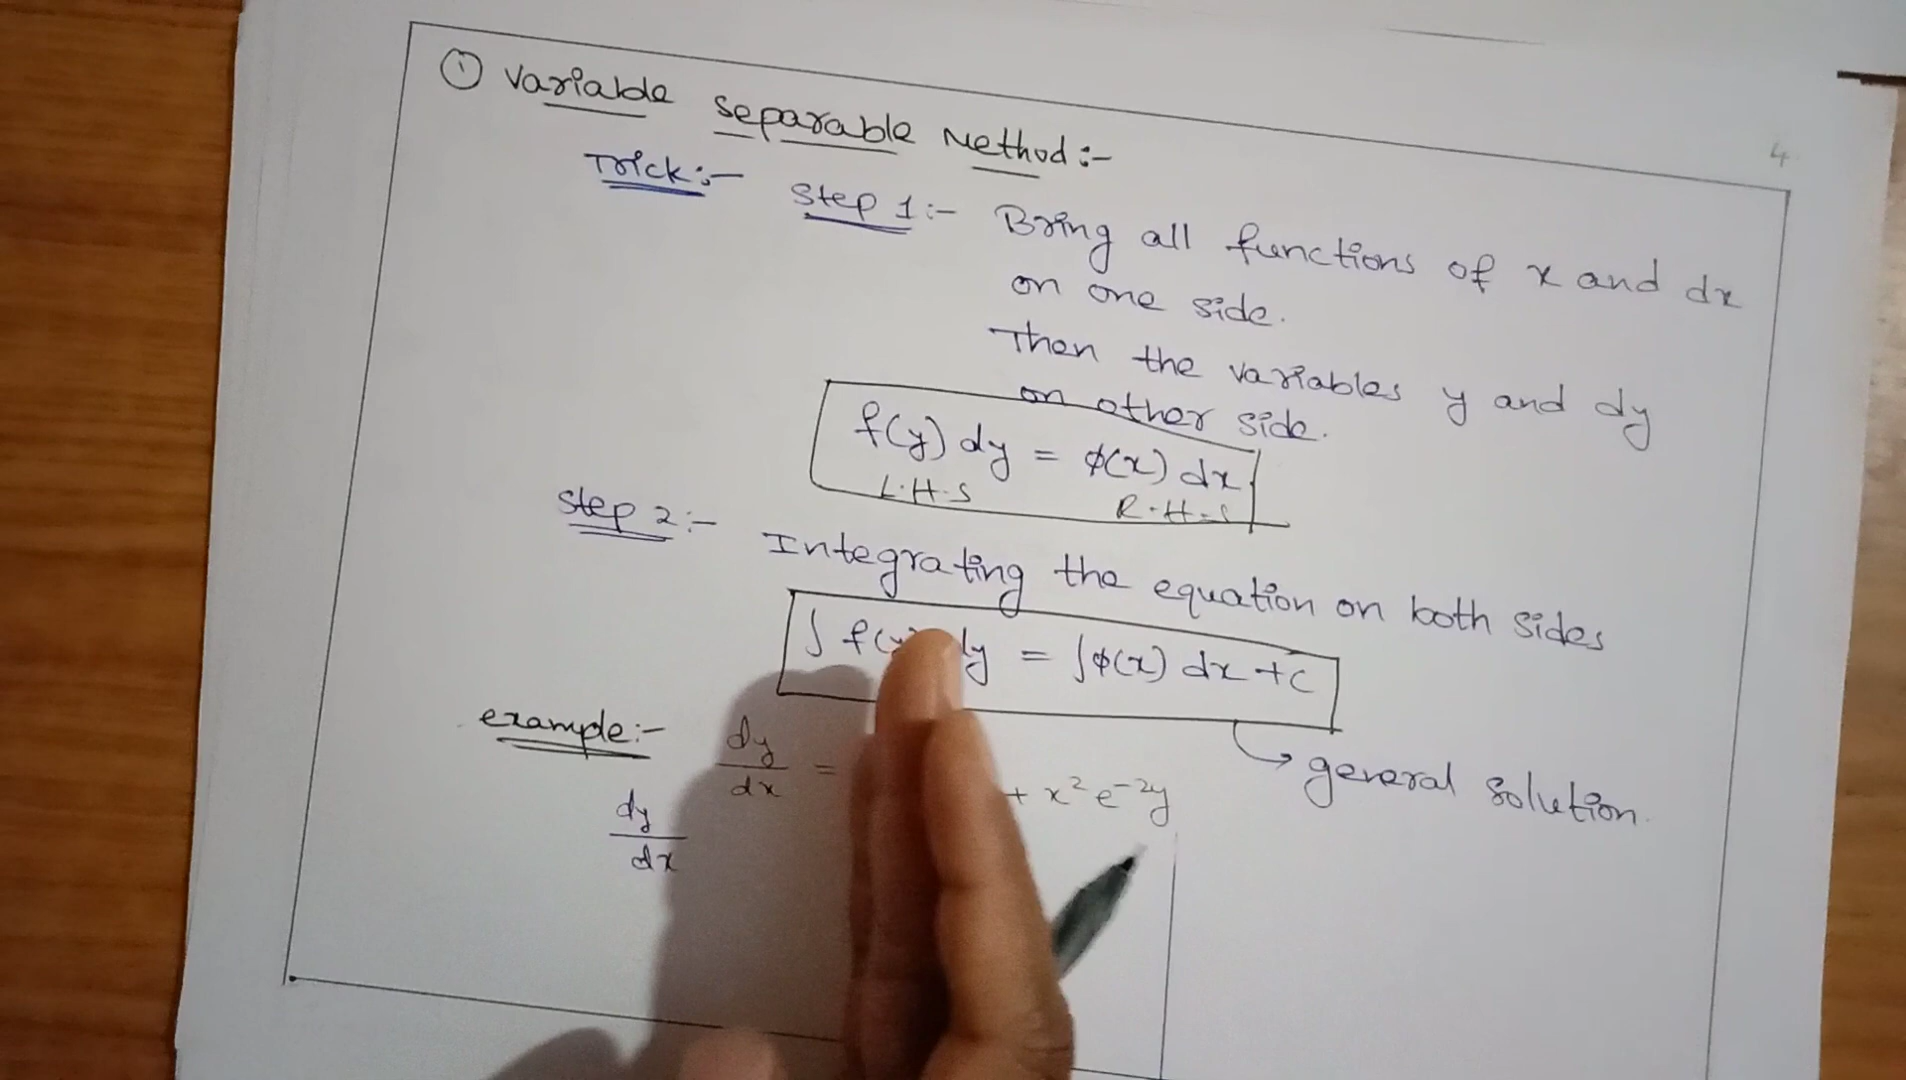 4
① Variable Separable Method:-
Trick:- Step 1:- Bring all functions of x and dx
on one side.
Then the variables y and dy
on other side.
f(y) dy = φ(x) dx
L.H.S R.H.S
Step 2:- Integrating the equation on both sides
∫ f(y) dy = ∫φ(x) dx + c
→ general solution.
example:- dy/dx = + x²e⁻²ʸ
dy/dx